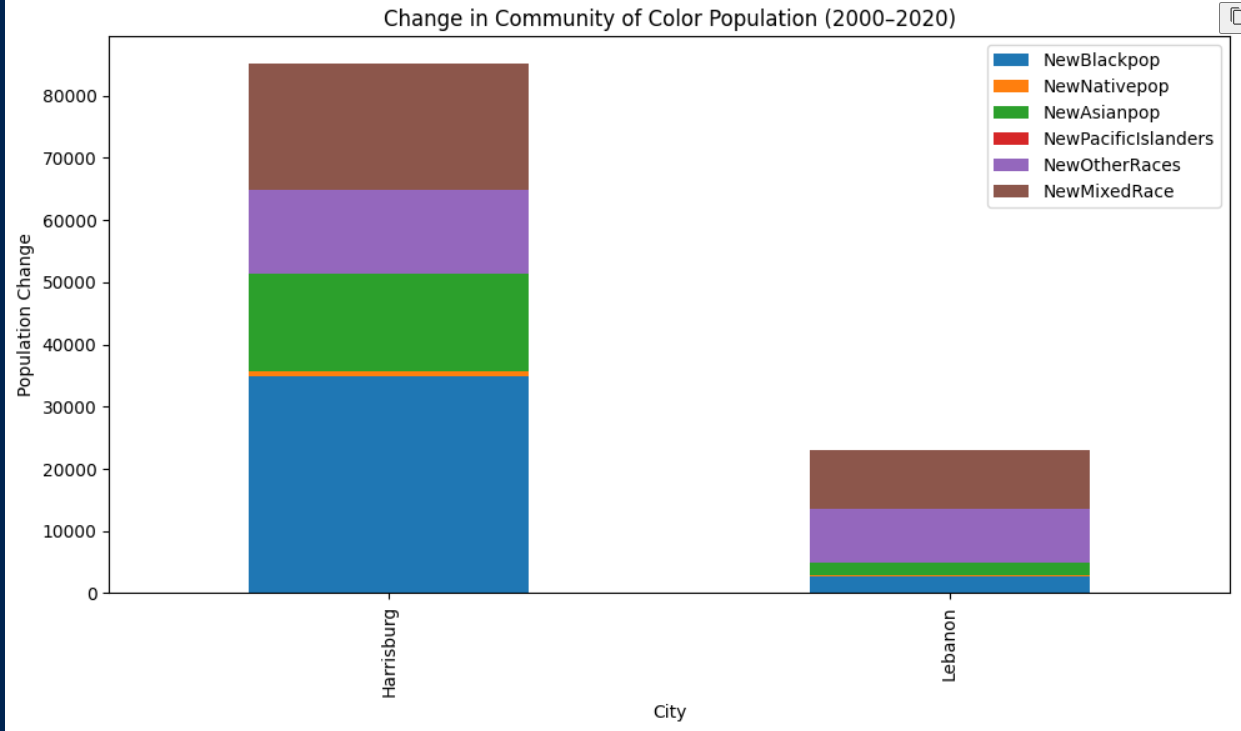 Change in Community of Color Population (2000–2020)
NewBlackpop
NewNativepop
NewAsianpop
NewPacificIslanders
NewOtherRaces
NewMixedRace
Population Change
80000
70000
60000
50000
40000
30000
20000
10000
0
Harrisburg
Lebanon
City